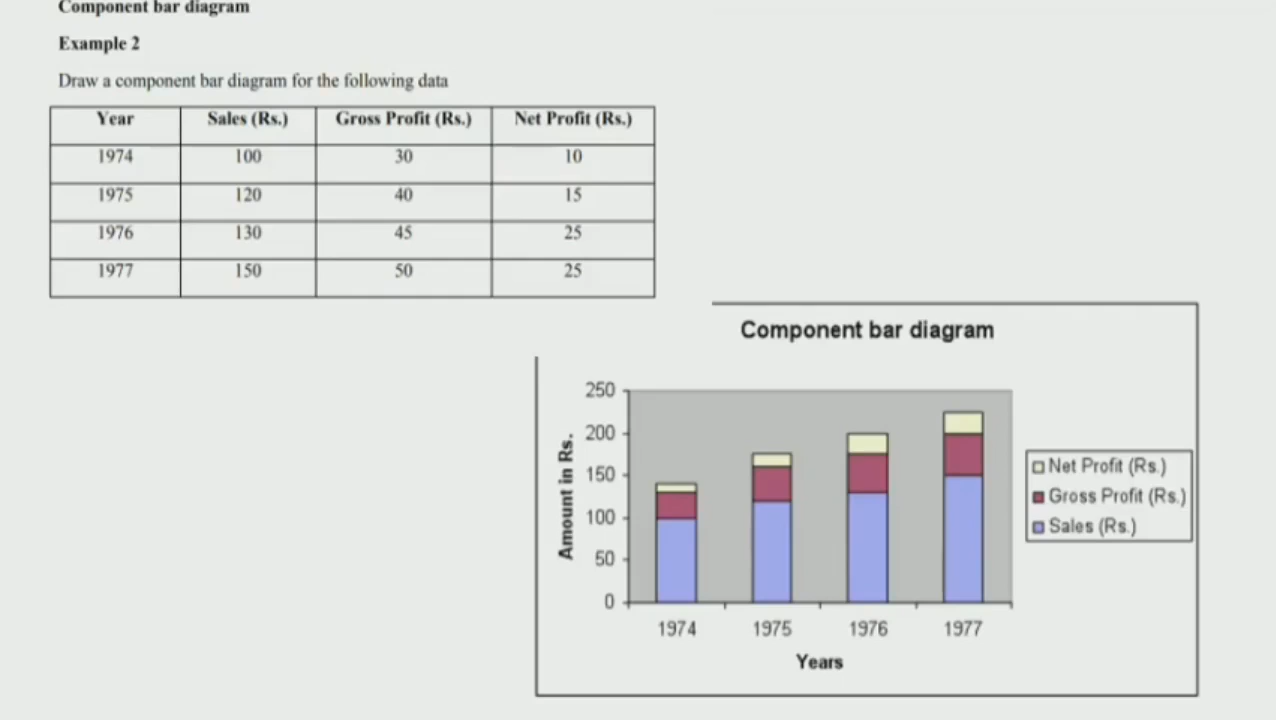 Component bar diagram
Example 2
Draw a component bar diagram for the following data
Year Sales (Rs.) Gross Profit (Rs.) Net Profit (Rs.)
1974 100 30 10
1975 120 40 15
1976 130 45 25
1977 150 50 25
Component bar diagram
250
200
150
100
50
0
Amount in Rs.
1974 1975 1976 1977
Years
Net Profit (Rs.)
Gross Profit (Rs.)
Sales (Rs.)